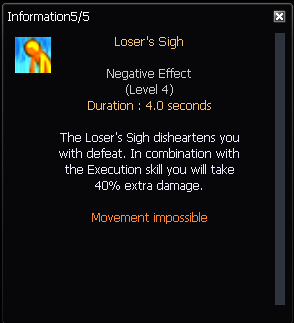 Information5/5
Loser's Sigh
Negative Effect
(Level 4)
Duration : 4.0 seconds
The Loser's Sigh disheartens you
with defeat. In combination with
the Execution skill you will take
40% extra damage.
Movement impossible